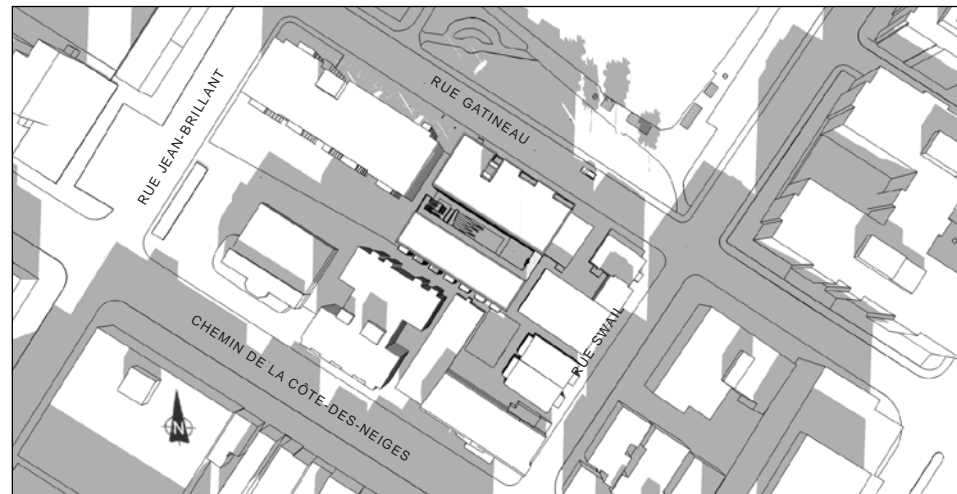 RUE GATINEAU
RUE JEAN-BRILLANT
RUE SWAIL
CHEMIN DE LA CÔTE-DES-NEIGES
N